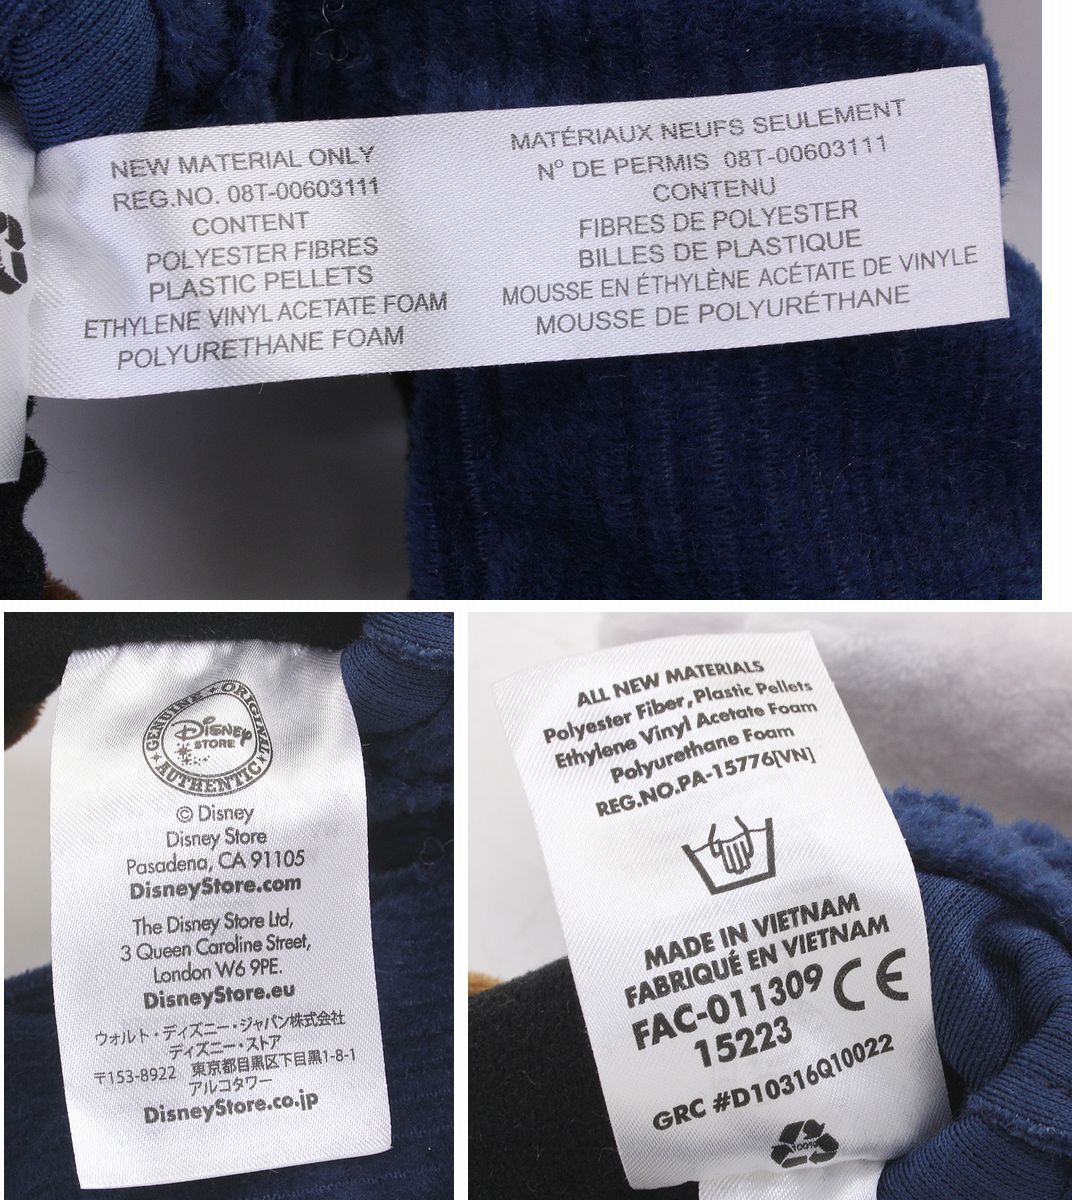 NEW MATERIAL ONLY
REG.NO. 08T-00603111
CONTENT
POLYESTER FIBRES
PLASTIC PELLETS
ETHYLENE VINYL ACETATE FOAM
POLYURETHANE FOAM
MATÉRIAUX NEUFS SEULEMENT
Nº DE PERMIS 08T-00603111
CONTENU
FIBRES DE POLYESTER
BILLES DE PLASTIQUE
MOUSSE EN ÉTHYLÈNE ACÉTATE DE VINYLE
MOUSSE DE POLYURÉTHANE
GENUINE ORIGINAL
Disney
STORE
AUTHENTIC
© Disney
Disney Store
Pasadena, CA 91105
DisneyStore.com
The Disney Store Ltd,
3 Queen Caroline Street,
London W6 9PE.
DisneyStore.eu
ウォルト・ディズニー・ジャパン株式会社
ディズニー・ストア
〒153-8922 東京都目黒区下目黒1-8-1
アルコタワー
DisneyStore.co.jp
ALL NEW MATERIALS
Polyester Fiber, Plastic Pellets
Ethylene Vinyl Acetate Foam
Polyurethane Foam
REG.NO.PA-15776[VN]
MADE IN VIETNAM
FABRIQUÉ EN VIETNAM
FAC-011309 CE
15223
GRC #D10316Q10022
100%